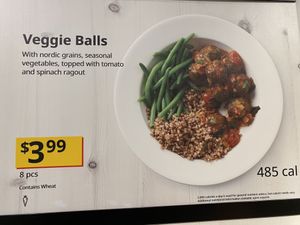 Veggie Balls
With nordic grains, seasonal
vegetables, topped with tomato
and spinach ragout
$3.99
8 pcs
Contains Wheat
485 cal